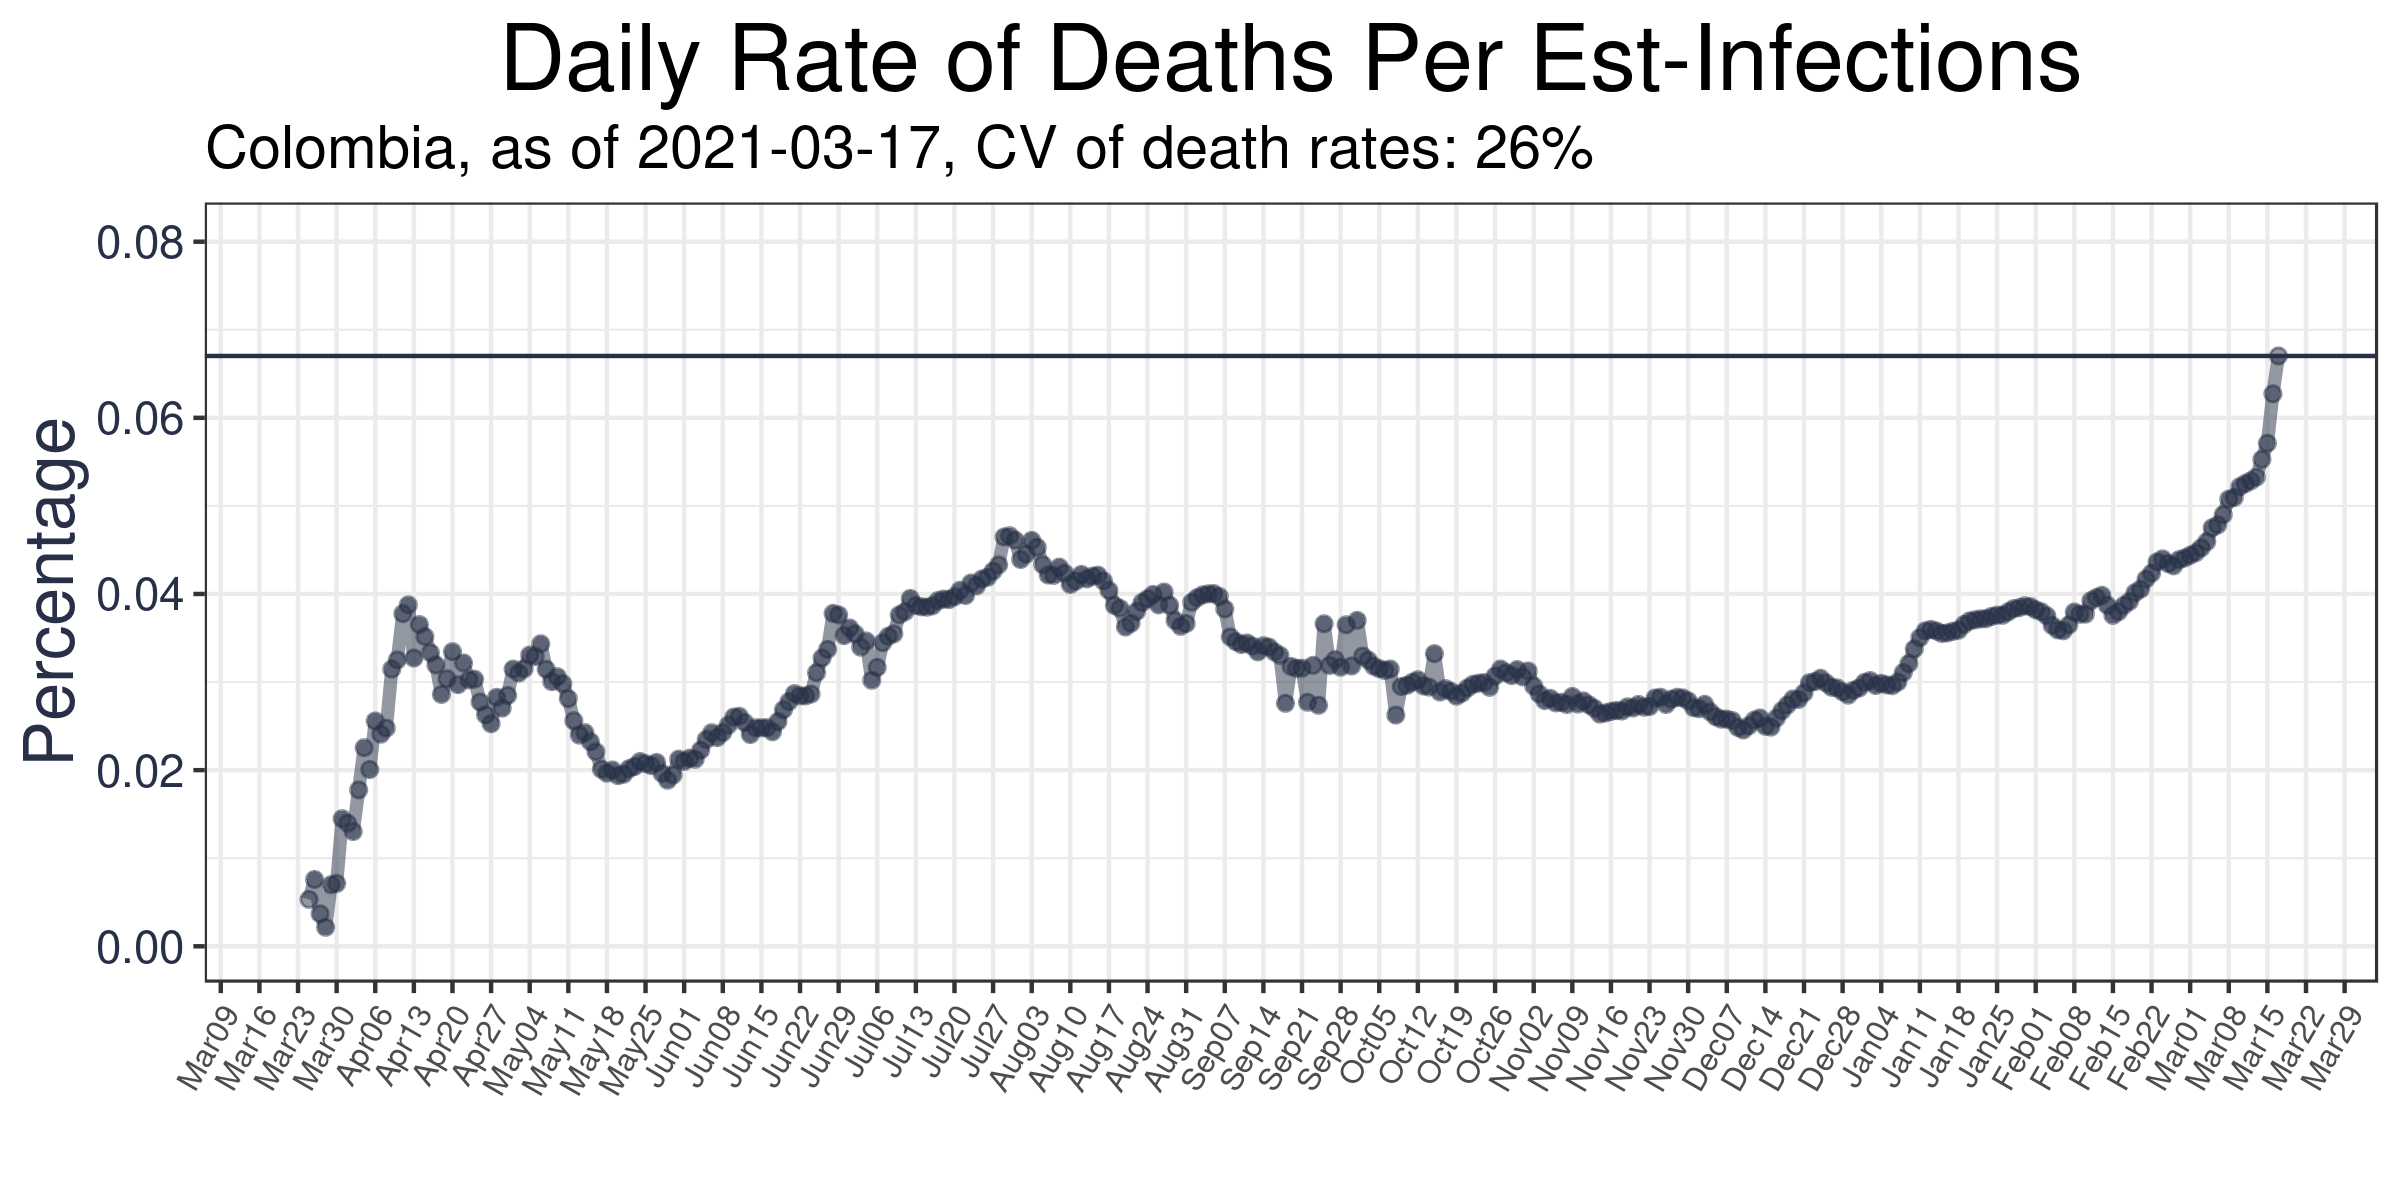 Daily Rate of Deaths Per Est-Infections
Colombia, as of 2021-03-17, CV of death rates: 26%
Percentage
0.08
0.06
0.04
0.02
0.00
Mar09
Mar16
Mar23
Mar30
Apr06
Apr13
Apr20
Apr27
May04
May11
May18
May25
Jun01
Jun08
Jun15
Jun22
Jun29
Jul06
Jul13
Jul20
Jul27
Aug03
Aug10
Aug17
Aug24
Aug31
Sep07
Sep14
Sep21
Sep28
Oct05
Oct12
Oct19
Oct26
Nov02
Nov09
Nov16
Nov23
Nov30
Dec07
Dec14
Dec21
Dec28
Jan04
Jan11
Jan18
Jan25
Feb01
Feb08
Feb15
Feb22
Mar01
Mar08
Mar15
Mar22
Mar29